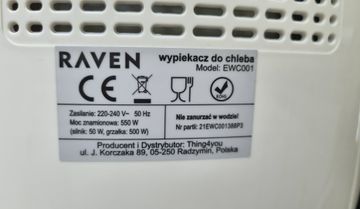 RAVEN
wypiekacz do chleba
Model: EWC001
CE
Zasilanie: 220-240 V~ 50 Hz
Moc znamionowa: 550 W
(silnik: 50 W, grzałka: 500 W)
Nie zanurzać w wodzie!
Nr partii: 21EWC001388P3
Producent i Dystrybutor: Thing4you
ul. J. Korczaka 89, 05-250 Radzymin, Polska